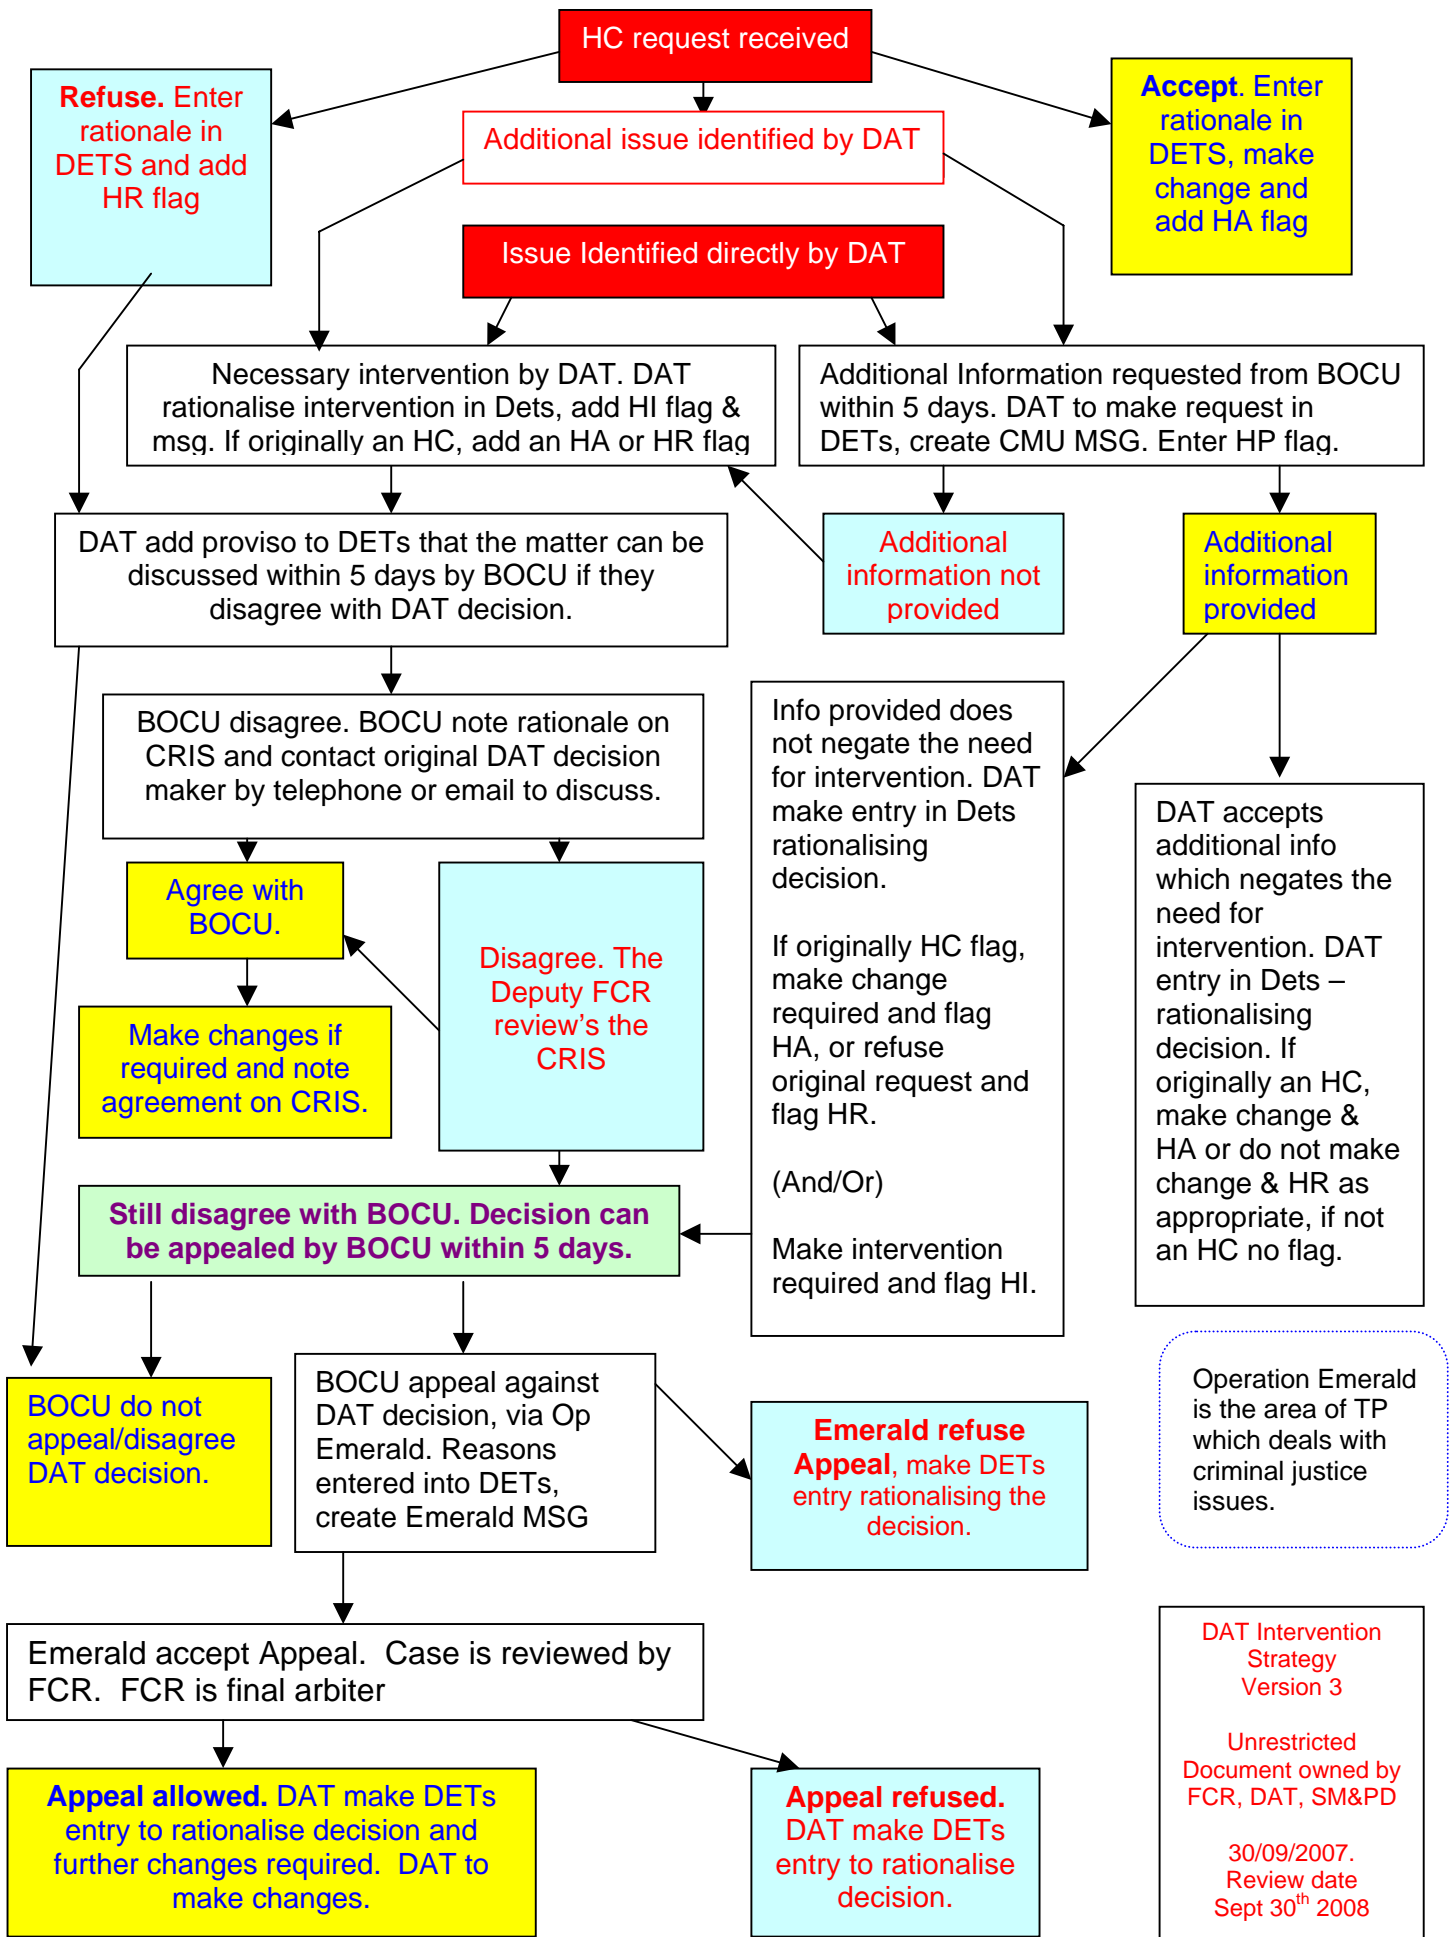 HC request received
Refuse. Enter
rationale in
DETS and add
HR flag
Additional issue identified by DAT
Accept. Enter
rationale in
DETS, make
change and
add HA flag
Issue Identified directly by DAT
Necessary intervention by DAT. DAT
rationalise intervention in Dets, add HI flag &
msg. If originally an HC, add an HA or HR flag
Additional Information requested from BOCU
within 5 days. DAT to make request in
DETs, create CMU MSG. Enter HP flag.
DAT add proviso to DETs that the matter can be
discussed within 5 days by BOCU if they
disagree with DAT decision.
Additional
information not
provided
Additional
information
provided
BOCU disagree. BOCU note rationale on
CRIS and contact original DAT decision
maker by telephone or email to discuss.
Info provided does
not negate the need
for intervention. DAT
make entry in Dets
rationalising
decision.
If originally HC flag,
make change
required and flag
HA, or refuse
original request and
flag HR.
(And/Or)
Make intervention
required and flag HI.
DAT accepts
additional info
which negates the
need for
intervention. DAT
entry in Dets –
rationalising
decision. If
originally an HC,
make change &
HA or do not make
change & HR as
appropriate, if not
an HC no flag.
Agree with
BOCU.
Disagree. The
Deputy FCR
review’s the
CRIS
Make changes if
required and note
agreement on CRIS.
Still disagree with BOCU. Decision can
be appealed by BOCU within 5 days.
BOCU do not
appeal/disagree
DAT decision.
BOCU appeal against
DAT decision, via Op
Emerald. Reasons
entered into DETs,
create Emerald MSG
Emerald refuse
Appeal, make DETs
entry rationalising the
decision.
Operation Emerald
is the area of TP
which deals with
criminal justice
issues.
Emerald accept Appeal.  Case is reviewed by
FCR.  FCR is final arbiter
Appeal allowed. DAT make DETs
entry to rationalise decision and
further changes required.  DAT to
make changes.
Appeal refused.
DAT make DETs
entry to rationalise
decision.
DAT Intervention
Strategy
Version 3
Unrestricted
Document owned by
FCR, DAT, SM&PD
30/09/2007.
Review date
Sept 30th 2008